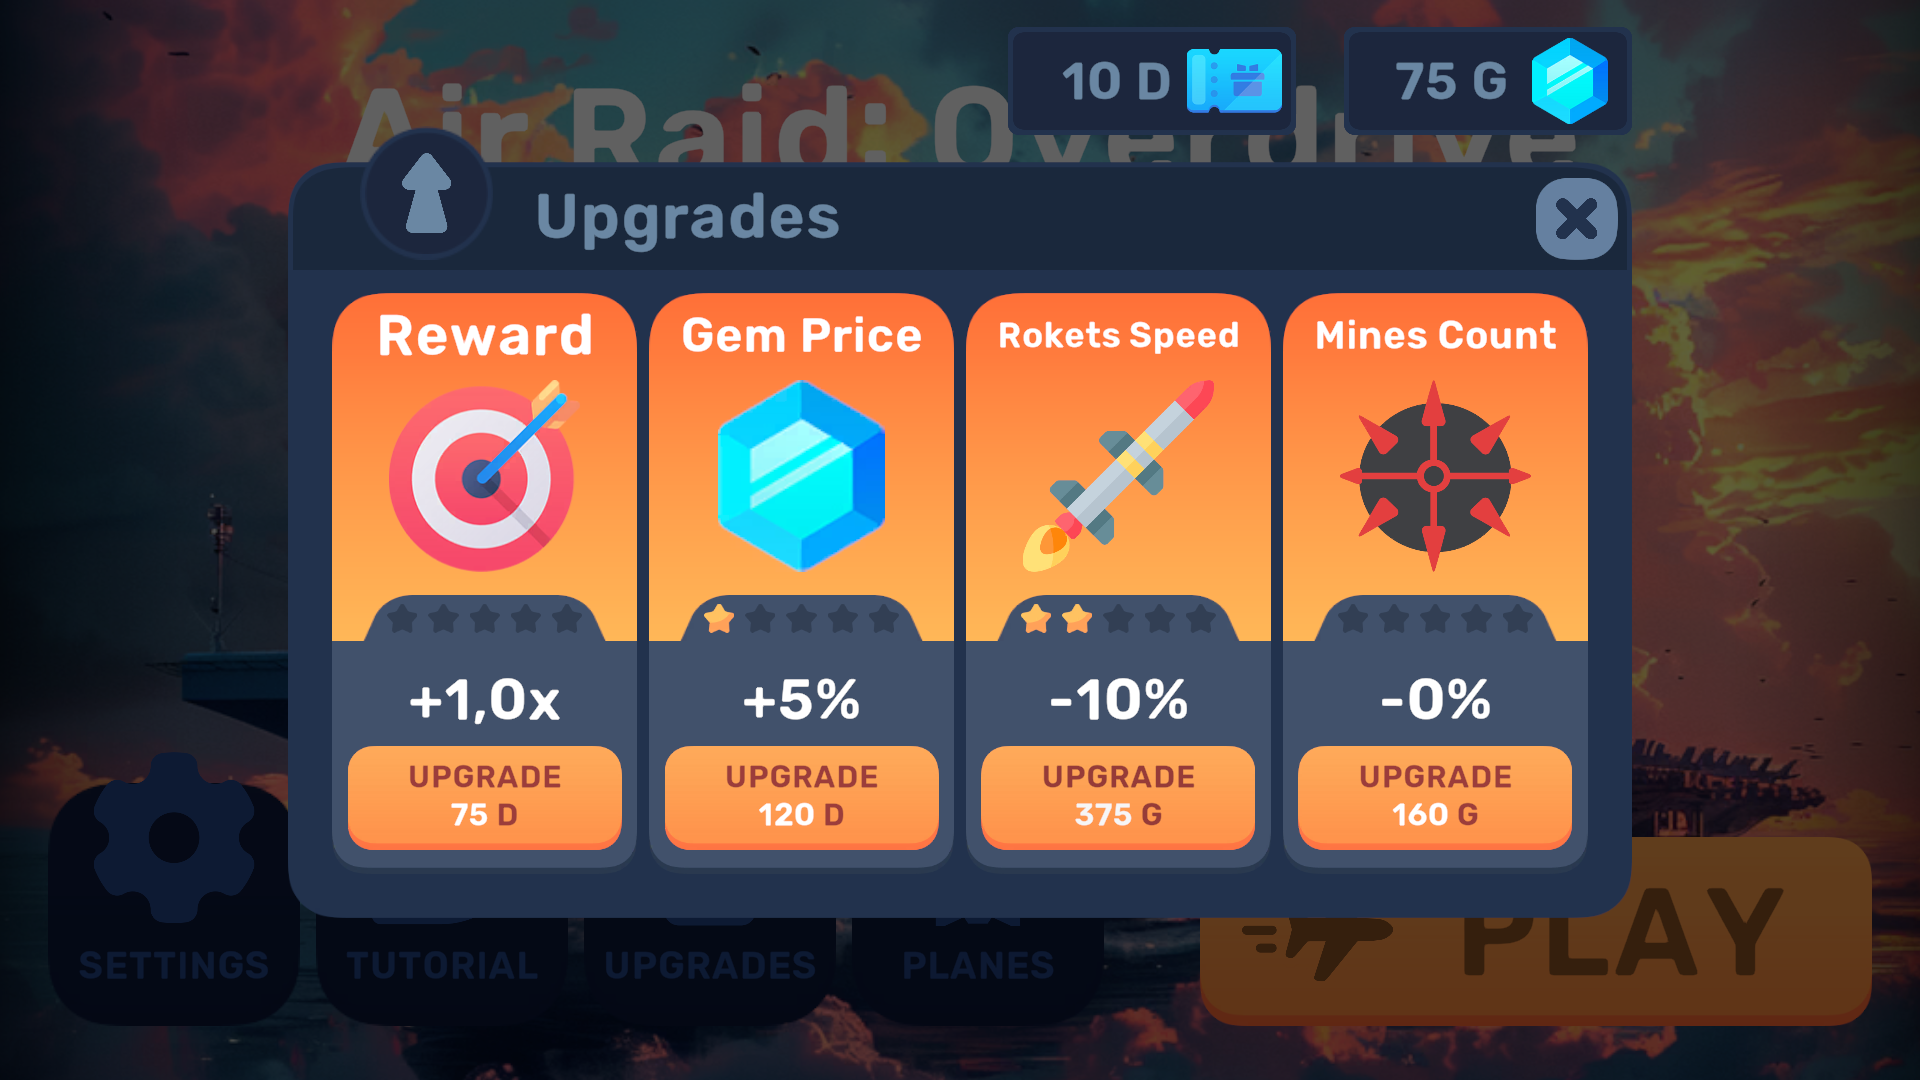 10 D
75 G
Air Raid: Overdrive
Upgrades
Reward
Gem Price
Rokets Speed
Mines Count
+1,0x
+5%
-10%
-0%
UPGRADE
75 D
UPGRADE
120 D
UPGRADE
375 G
UPGRADE
160 G
SETTINGS
TUTORIAL
UPGRADES
PLANES
PLAY